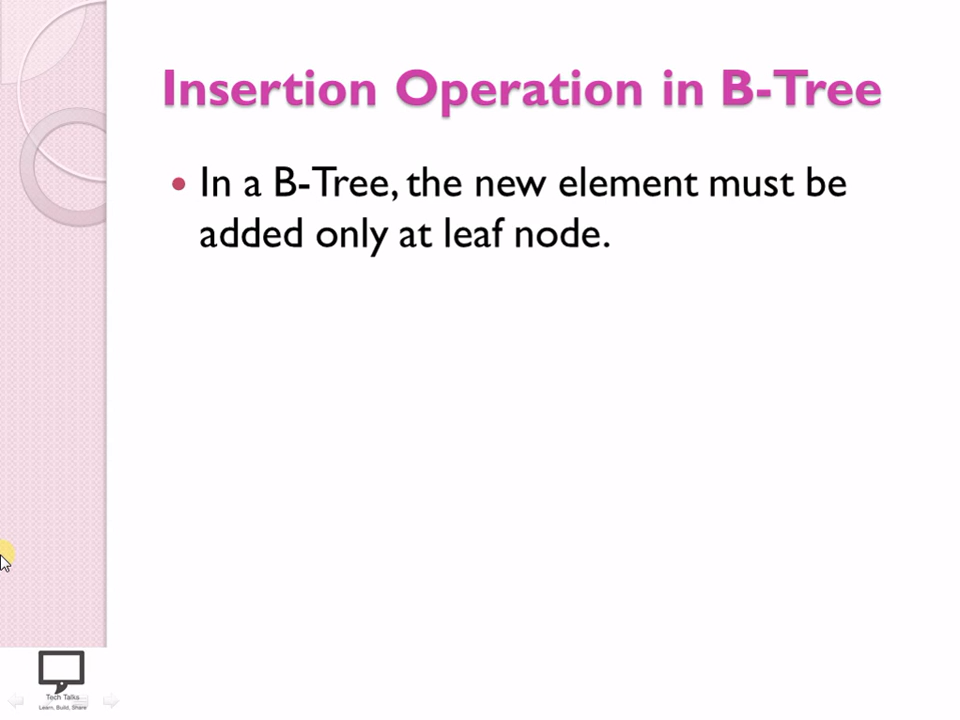 Insertion Operation in B-Tree
In a B-Tree, the new element must be
added only at leaf node.
Tech Talks
Learn, Build, Share